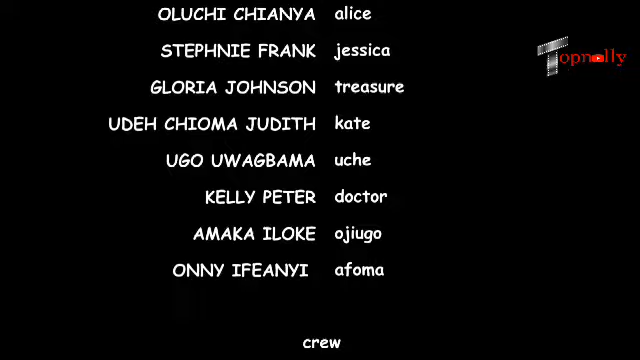 OLUCHI CHIANYA alice
STEPHNIE FRANK jessica
GLORIA JOHNSON treasure
UDEH CHIOMA JUDITH kate
UGO UWAGBAMA uche
KELLY PETER doctor
AMAKA ILOKE ojiugo
ONNY IFEANYI afoma
crew
Topnolly